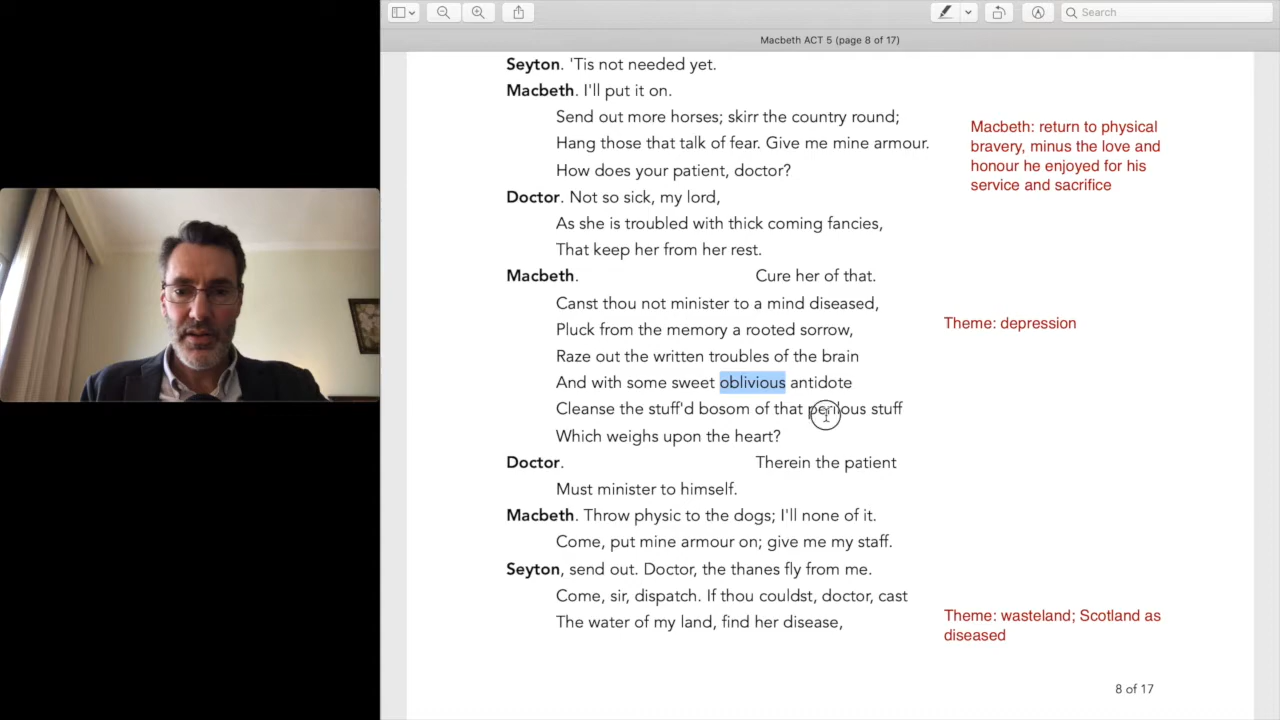 Search
Macbeth ACT 5 (page 8 of 17)
Seyton. 'Tis not needed yet.
Macbeth. I'll put it on.
Send out more horses; skirr the country round;
Hang those that talk of fear. Give me mine armour.
How does your patient, doctor?
Macbeth: return to physical
bravery, minus the love and
honour he enjoyed for his
service and sacrifice
Doctor. Not so sick, my lord,
As she is troubled with thick coming fancies,
That keep her from her rest.
Macbeth. Cure her of that.
Canst thou not minister to a mind diseased,
Pluck from the memory a rooted sorrow,
Raze out the written troubles of the brain
And with some sweet oblivious antidote
Cleanse the stuff'd bosom of that perilous stuff
Which weighs upon the heart?
Theme: depression
Doctor. Therein the patient
Must minister to himself.
Macbeth. Throw physic to the dogs; I'll none of it.
Come, put mine armour on; give me my staff.
Seyton, send out. Doctor, the thanes fly from me.
Come, sir, dispatch. If thou couldst, doctor, cast
The water of my land, find her disease,
Theme: wasteland; Scotland as
diseased
8 of 17